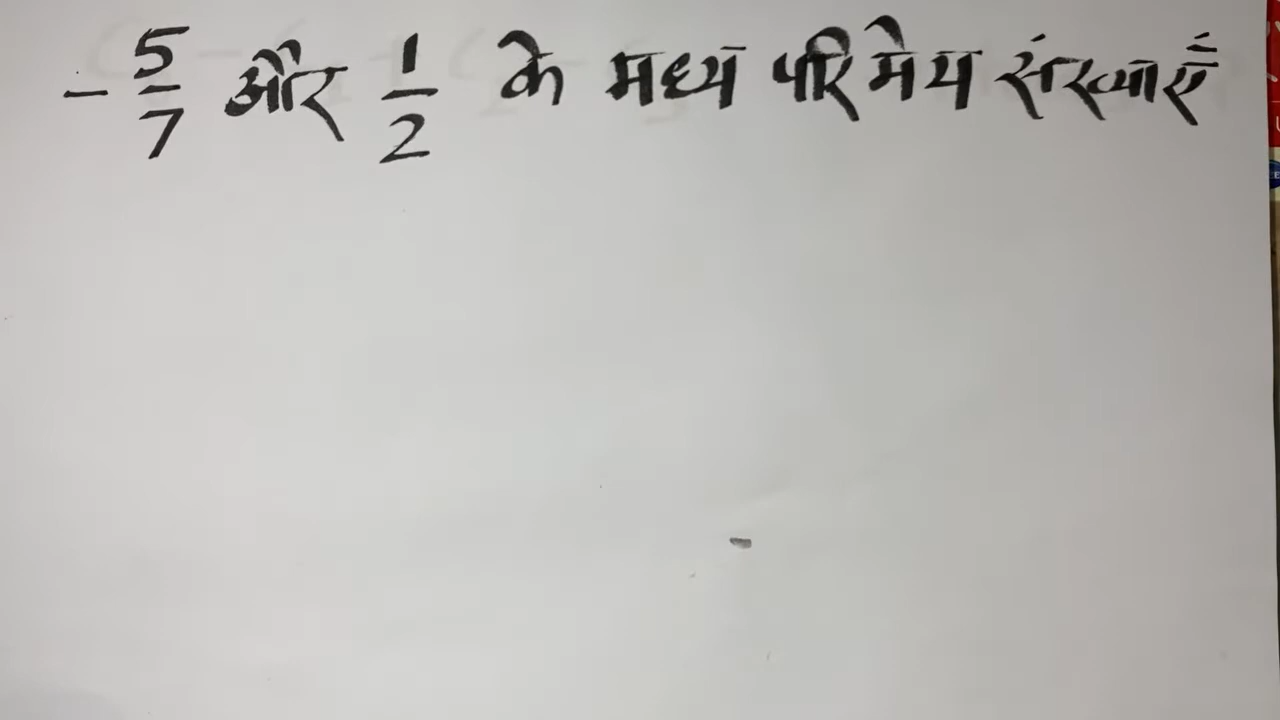 - 5/7 और 1/2 के मध्य परिमेय संख्याएँ